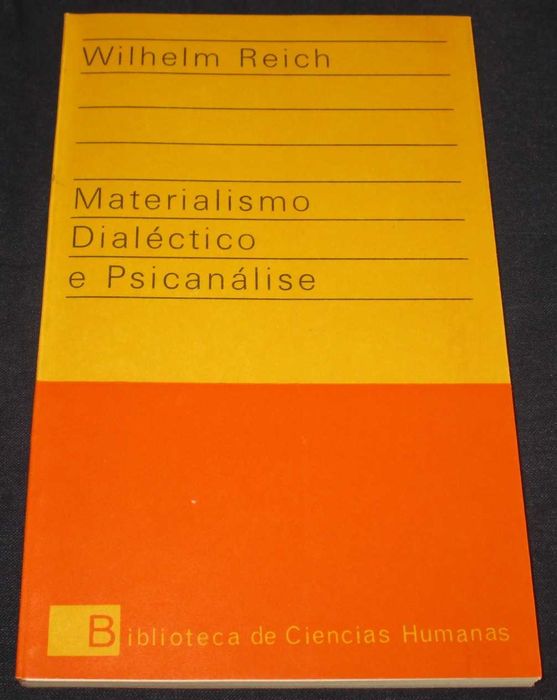 Wilhelm Reich
Materialismo
Dialéctico
e Psicanálise
Biblioteca de Ciencias Humanas